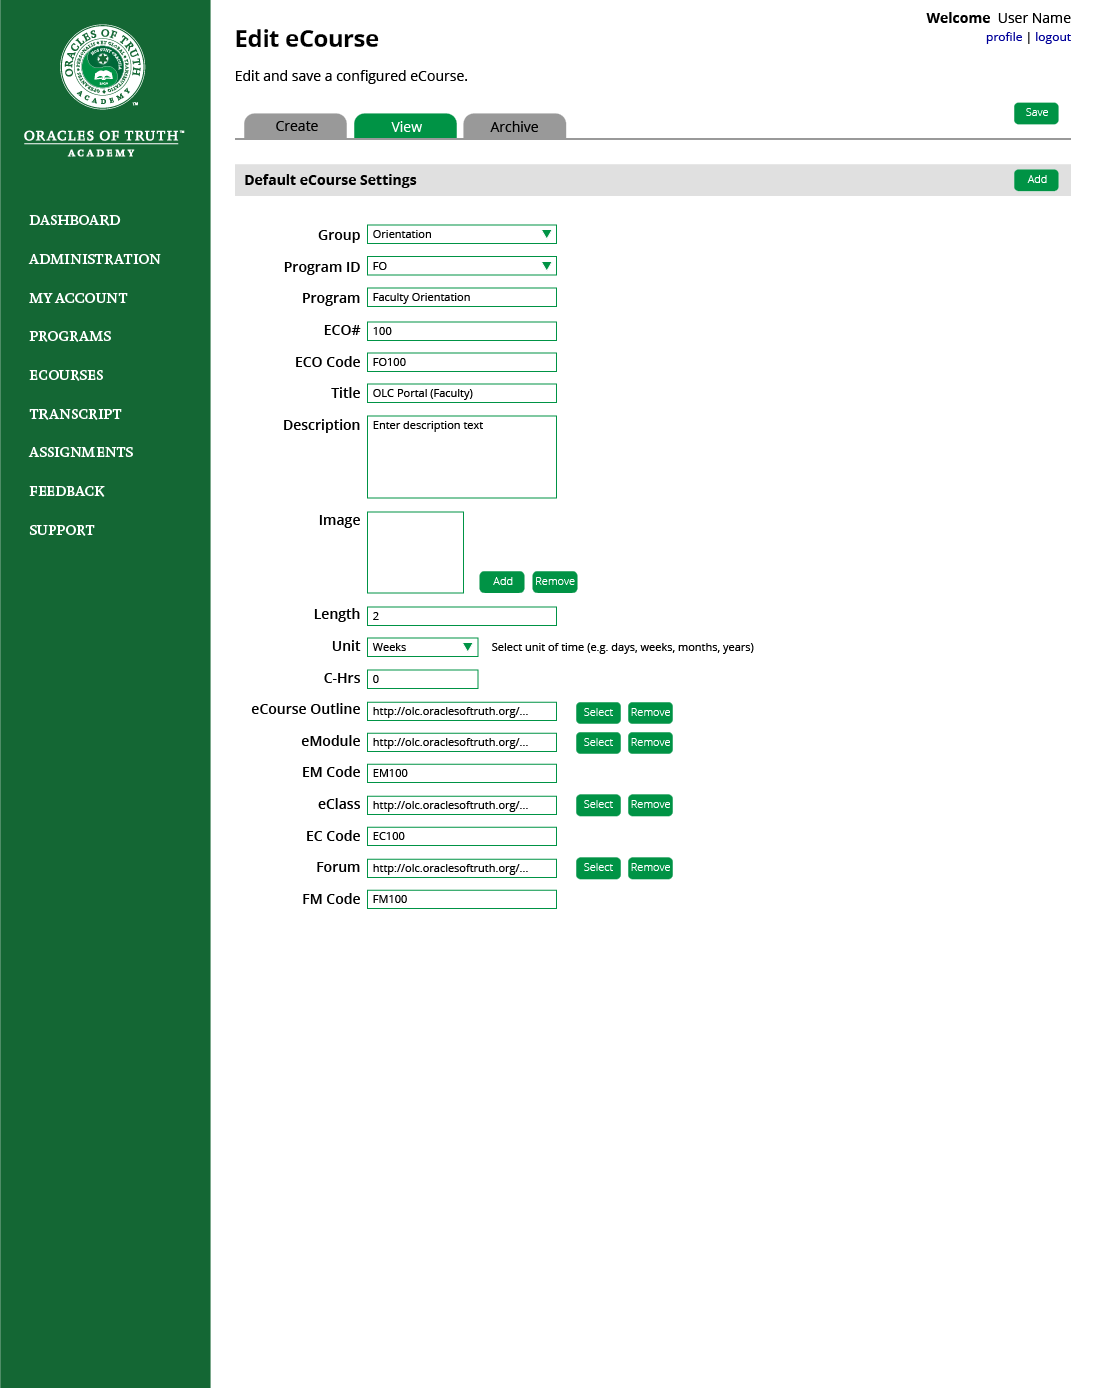 ORACLES OF TRUTH
ACADEMY
™
ORACLES OF TRUTH™
ACADEMY
DASHBOARD
ADMINISTRATION
MY ACCOUNT
PROGRAMS
ECOURSES
TRANSCRIPT
ASSIGNMENTS
FEEDBACK
SUPPORT
Welcome User Name
profile | logout
Edit eCourse
Edit and save a configured eCourse.
Create View Archive Save
Default eCourse Settings Add
Group Orientation
Program ID FO
Program Faculty Orientation
ECO# 100
ECO Code FO100
Title OLC Portal (Faculty)
Description Enter description text
Image Add Remove
Length 2
Unit Weeks Select unit of time (e.g. days, weeks, months, years)
C-Hrs 0
eCourse Outline http://olc.oraclesoftruth.org/... Select Remove
eModule http://olc.oraclesoftruth.org/... Select Remove
EM Code EM100
eClass http://olc.oraclesoftruth.org/... Select Remove
EC Code EC100
Forum http://olc.oraclesoftruth.org/... Select Remove
FM Code FM100